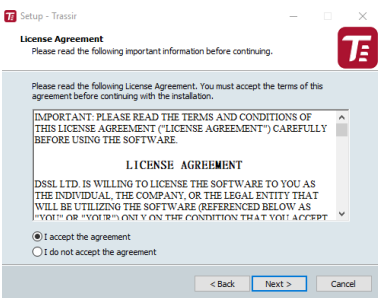 Setup - Trassir
License Agreement
Please read the following important information before continuing.
Please read the following License Agreement. You must accept the terms of this
agreement before continuing with the installation.
IMPORTANT: PLEASE READ THE TERMS AND CONDITIONS OF
THIS LICENSE AGREEMENT ("LICENSE AGREEMENT") CAREFULLY
BEFORE USING THE SOFTWARE.
LICENSE AGREEMENT
DSSL LTD. IS WILLING TO LICENSE THE SOFTWARE TO YOU AS
THE INDIVIDUAL, THE COMPANY, OR THE LEGAL ENTITY THAT
WILL BE UTILIZING THE SOFTWARE (REFERENCED BELOW AS
"YOU" OR "YOUR") ONLY ON THE CONDITION THAT YOU ACCEPT
I accept the agreement
I do not accept the agreement
< Back Next > Cancel